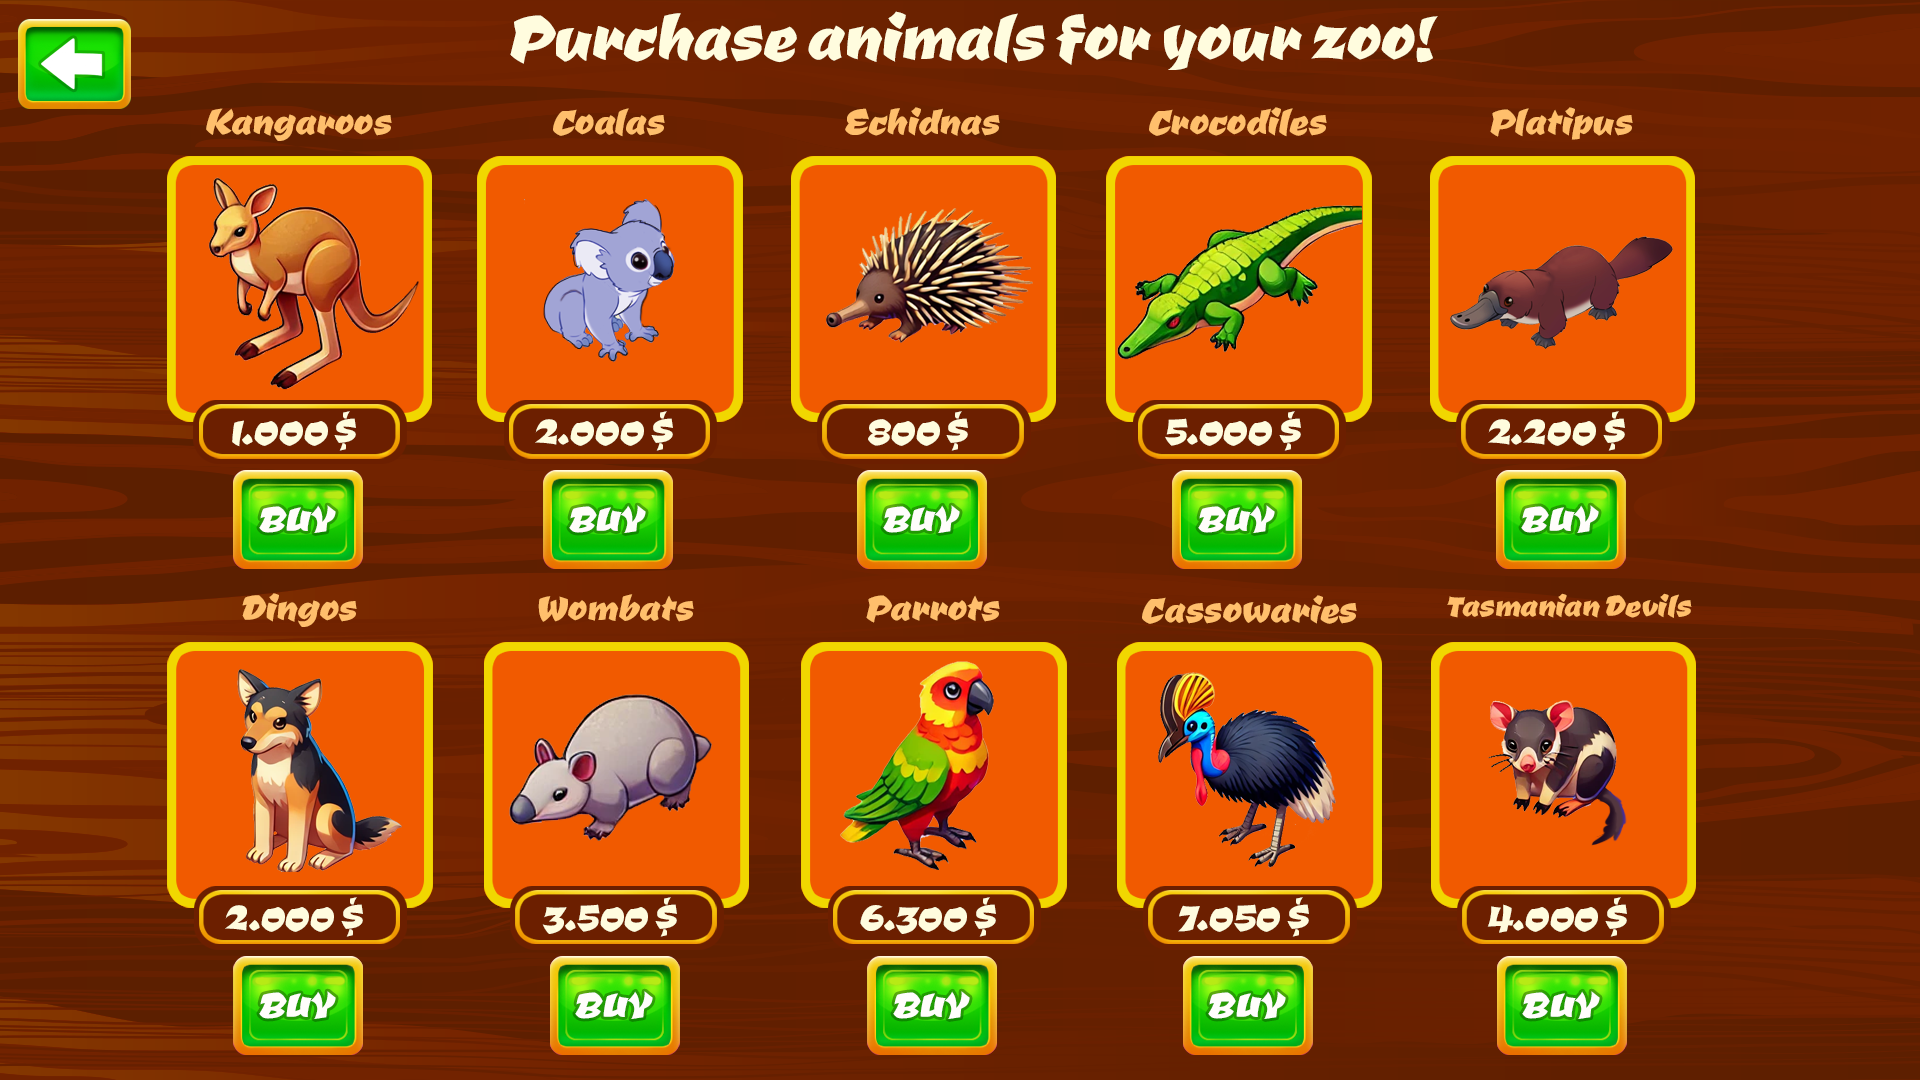 Purchase animals for your zoo!
Kangaroos
Coalas
Echidnas
Crocodiles
Platipus
1.000 $
2.000 $
800 $
5.000 $
2.200 $
BUY
BUY
BUY
BUY
BUY
Dingos
Wombats
Parrots
Cassowaries
Tasmanian Devils
2.000 $
3.500 $
6.300 $
7.050 $
4.000 $
BUY
BUY
BUY
BUY
BUY